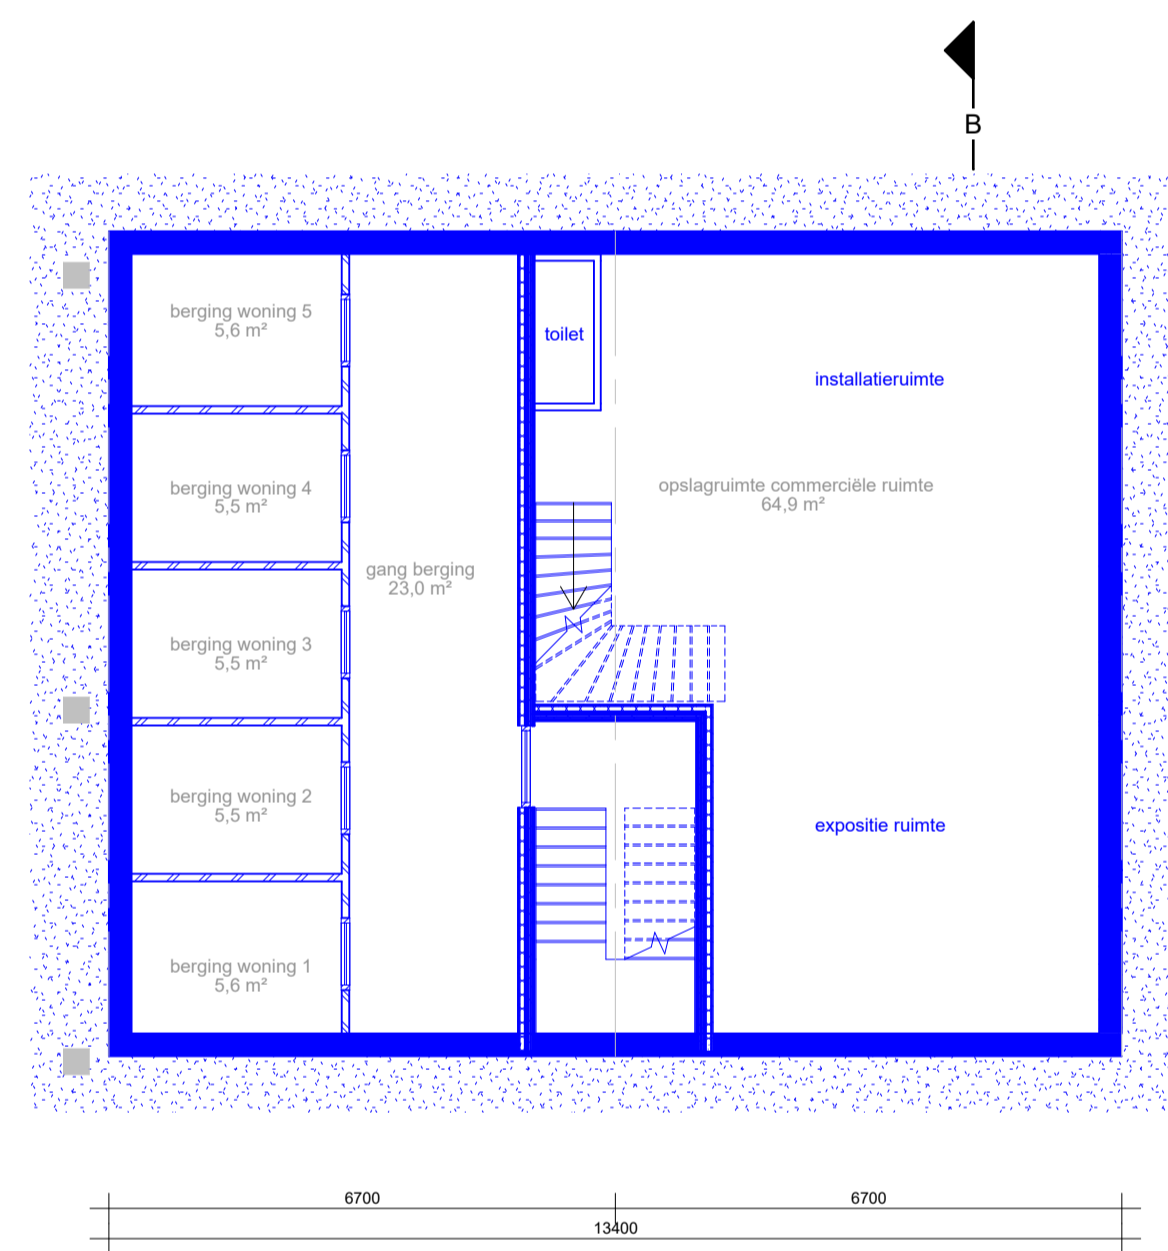 B
berging woning 5
5,6 m²
toilet
installatieruimte
berging woning 4
5,5 m²
opslagruimte commerciële ruimte
64,9 m²
gang berging
23,0 m²
berging woning 3
5,5 m²
berging woning 2
5,5 m²
expositie ruimte
berging woning 1
5,6 m²
6700
6700
13400